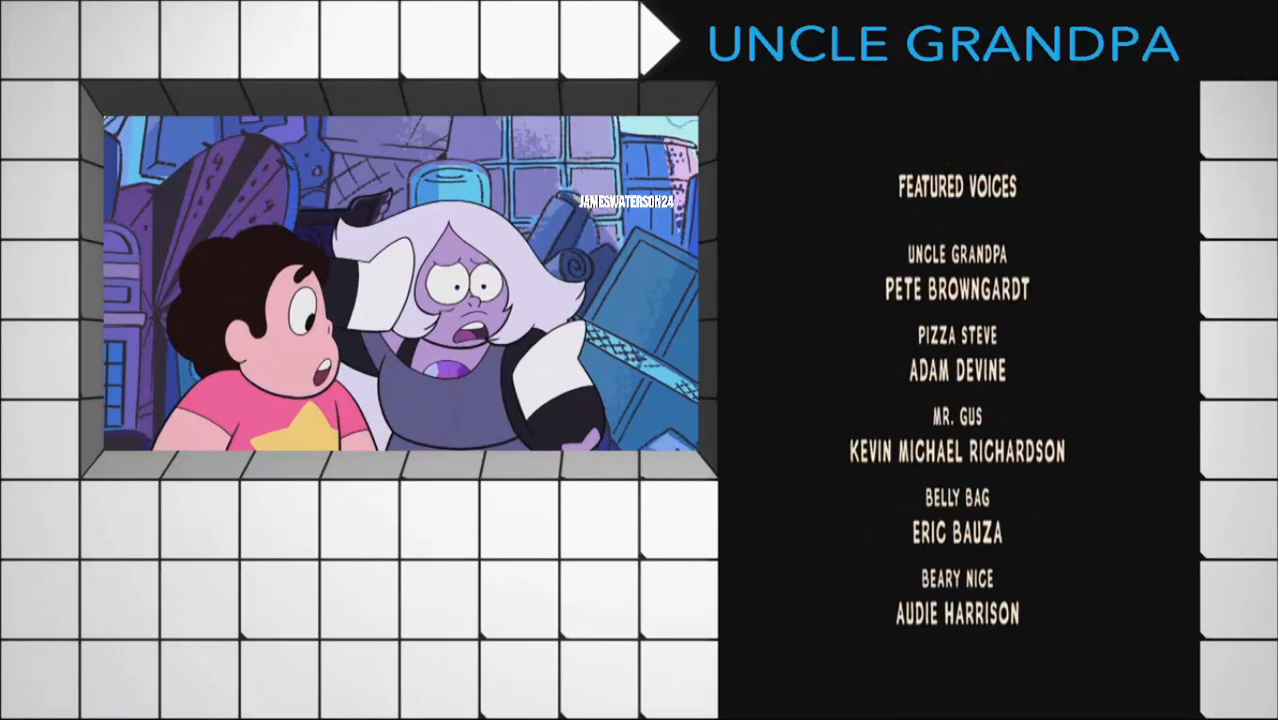 UNCLE GRANDPA
JAMESWATERSON24
FEATURED VOICES
UNCLE GRANDPA
PETE BROWNGARDT
PIZZA STEVE
ADAM DEVINE
MR. GUS
KEVIN MICHAEL RICHARDSON
BELLY BAG
ERIC BAUZA
BEARY NICE
AUDIE HARRISON